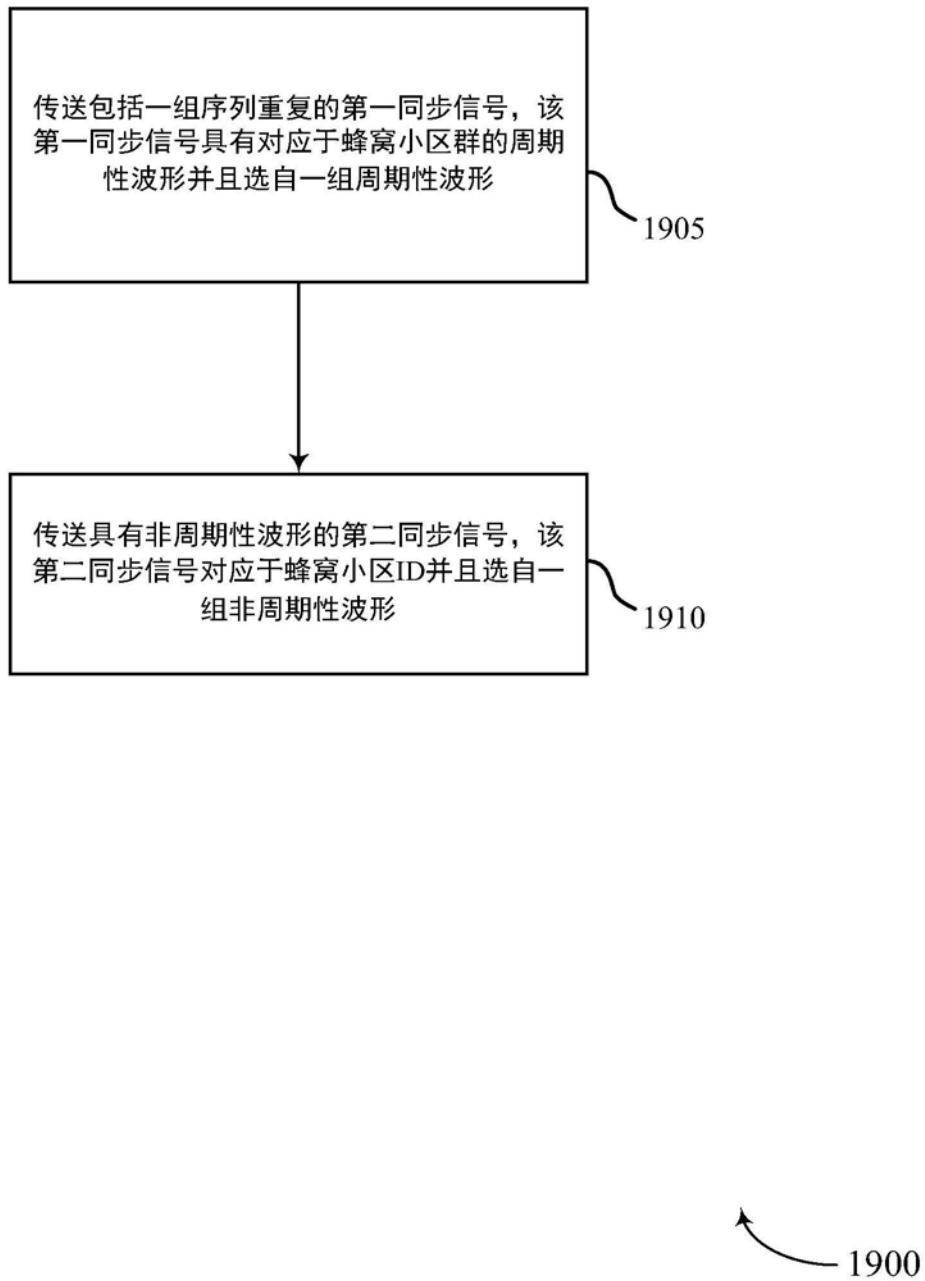 传送包括一组序列重复的第一同步信号，该
第一同步信号具有对应于蜂窝小区群的周期
性波形并且选自一组周期性波形
1905
传送具有非周期性波形的第二同步信号，该
第二同步信号对应于蜂窝小区ID并且选自一
组非周期性波形
1910
1900